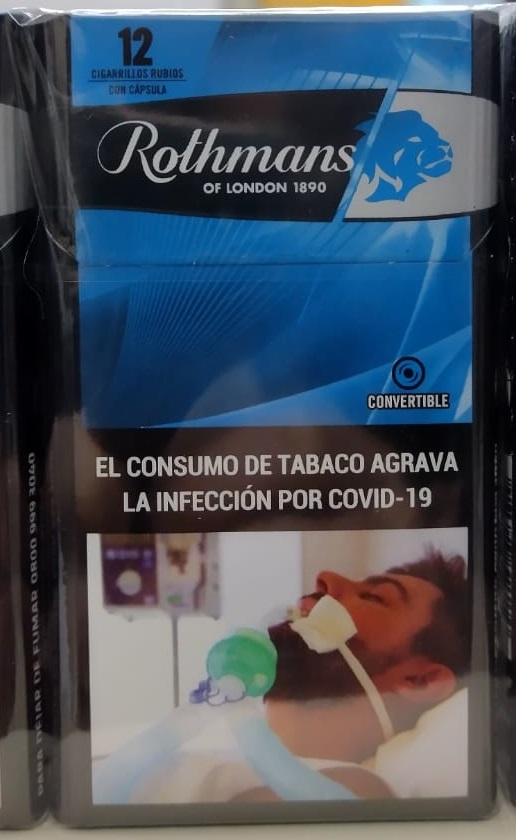 12
CIGARRILLOS RUBIOS
CON CÁPSULA
Rothmans
OF LONDON 1890
CONVERTIBLE
EL CONSUMO DE TABACO AGRAVA
LA INFECCIÓN POR COVID-19
PARA DEJAR DE FUMAR 0800 999 3040